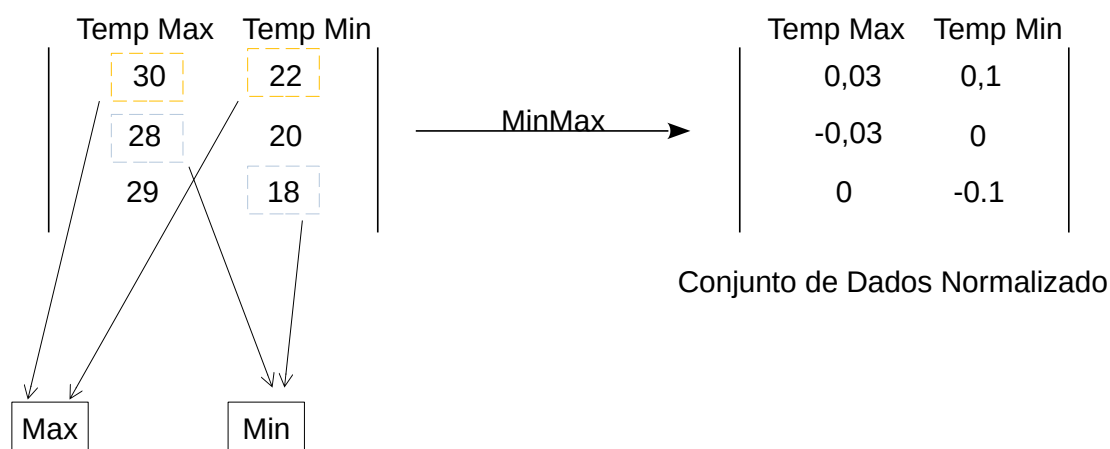 Temp Max Temp Min Temp Max Temp Min
30 22 0,03 0,1
MinMax
28 20 -0,03 0
29 18 0 -0.1
Conjunto de Dados Normalizado
Max Min